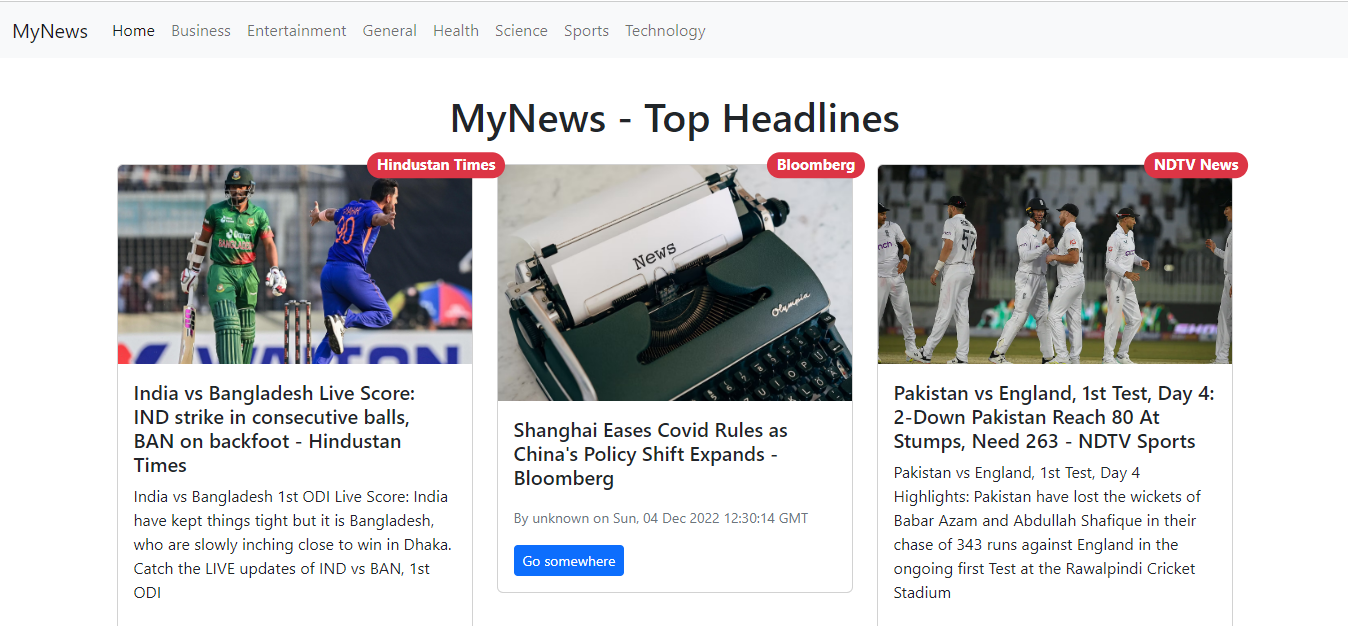 MyNews Home Business Entertainment General Health Science Sports Technology
MyNews - Top Headlines
Hindustan Times
BANGLADESH
90
WALTON
India vs Bangladesh Live Score:
IND strike in consecutive balls,
BAN on backfoot - Hindustan
Times
India vs Bangladesh 1st ODI Live Score: India
have kept things tight but it is Bangladesh,
who are slowly inching close to win in Dhaka.
Catch the LIVE updates of IND vs BAN, 1st
ODI
Bloomberg
News
Olympia
Shanghai Eases Covid Rules as
China's Policy Shift Expands -
Bloomberg
By unknown on Sun, 04 Dec 2022 12:30:14 GMT
Go somewhere
NDTV News
57
Pakistan vs England, 1st Test, Day 4:
2-Down Pakistan Reach 80 At
Stumps, Need 263 - NDTV Sports
Pakistan vs England, 1st Test, Day 4
Highlights: Pakistan have lost the wickets of
Babar Azam and Abdullah Shafique in their
chase of 343 runs against England in the
ongoing first Test at the Rawalpindi Cricket
Stadium